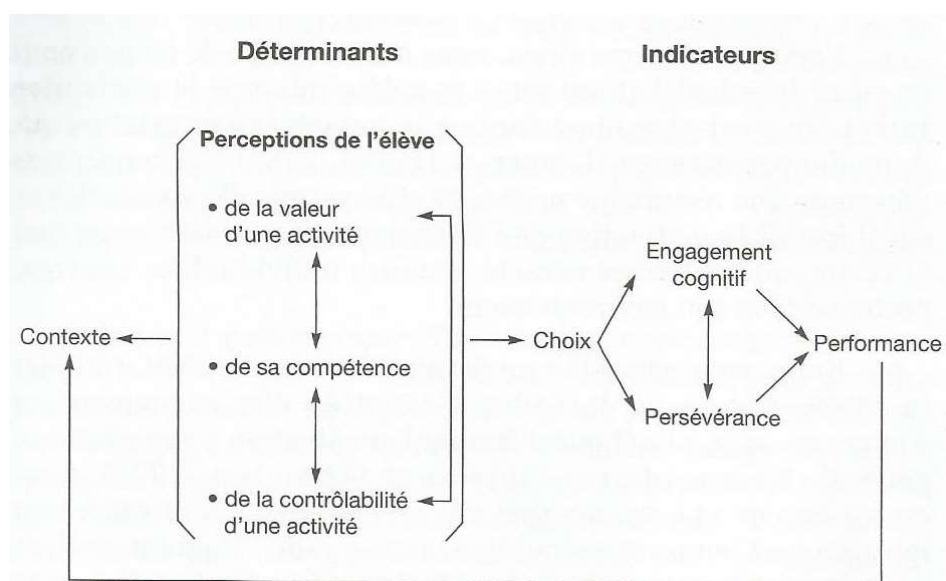 Déterminants
Indicateurs
Perceptions de l'élève
• de la valeur
d'une activité
Engagement
cognitif
Contexte
Choix
Performance
• de sa compétence
Persévérance
• de la contrôlabilité
d'une activité